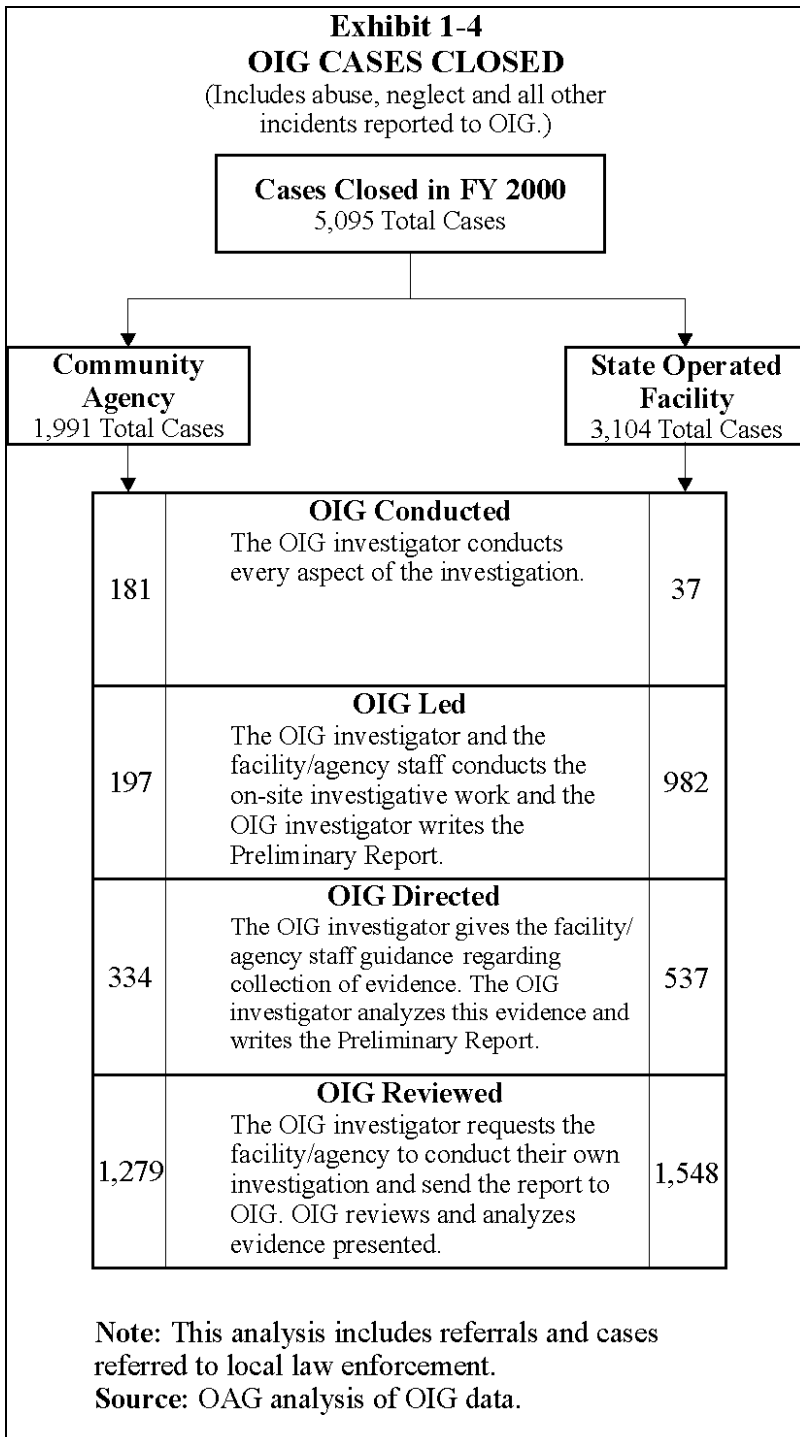 Exhibit 1-4
OIG CASES CLOSED
(Includes abuse, neglect and all other
incidents reported to OIG.)
Cases Closed in FY 2000
5,095 Total Cases
Community
Agency
1,991 Total Cases
State Operated
Facility
3,104 Total Cases
OIG Conducted
The OIG investigator conducts
every aspect of the investigation.
181
37
OIG Led
The OIG investigator and the
facility/agency staff conducts the
on-site investigative work and the
OIG investigator writes the
Preliminary Report.
197
982
OIG Directed
The OIG investigator gives the facility/
agency staff guidance regarding
collection of evidence. The OIG
investigator analyzes this evidence and
writes the Preliminary Report.
334
537
OIG Reviewed
The OIG investigator requests the
facility/agency to conduct their own
investigation and send the report to
OIG. OIG reviews and analyzes
evidence presented.
1,279
1,548
Note: This analysis includes referrals and cases
referred to local law enforcement.
Source: OAG analysis of OIG data.